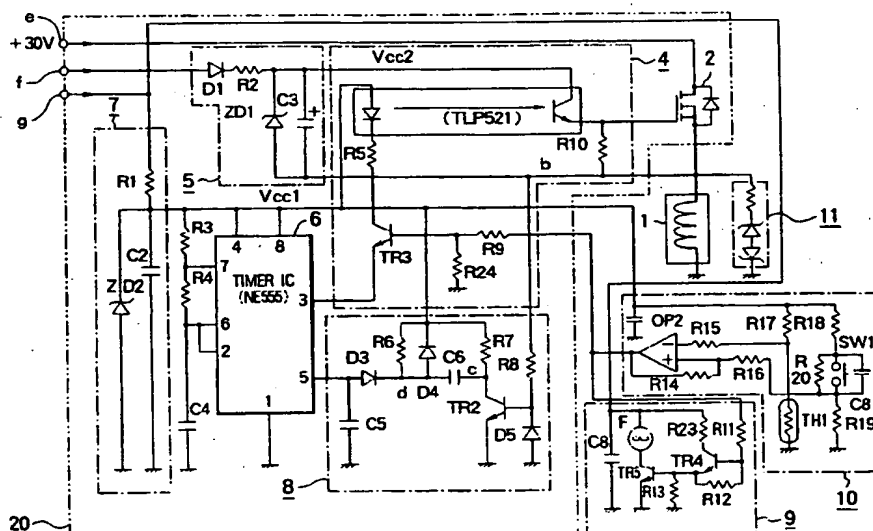 e
+30V
f
g
7
D1
R2
Vcc2
4
2
ZD1
C3
+
(TLP521)
R10
R5
b
5
R1
Vcc1
6
1
11
R3
4
8
TR3
R9
R24
C2
ZD2
R4
7
TIMER IC
(NE555)
3
6
2
OP2
R15
R17
R18
SW1
R6
R7
R8
D3
C6
c
R16
R20
5
d
D4
R14
C8
C4
C5
TR2
D5
F
R23
R11
TH1
R19
1
C8
TR4
TR5
R13
R12
8
10
20
9